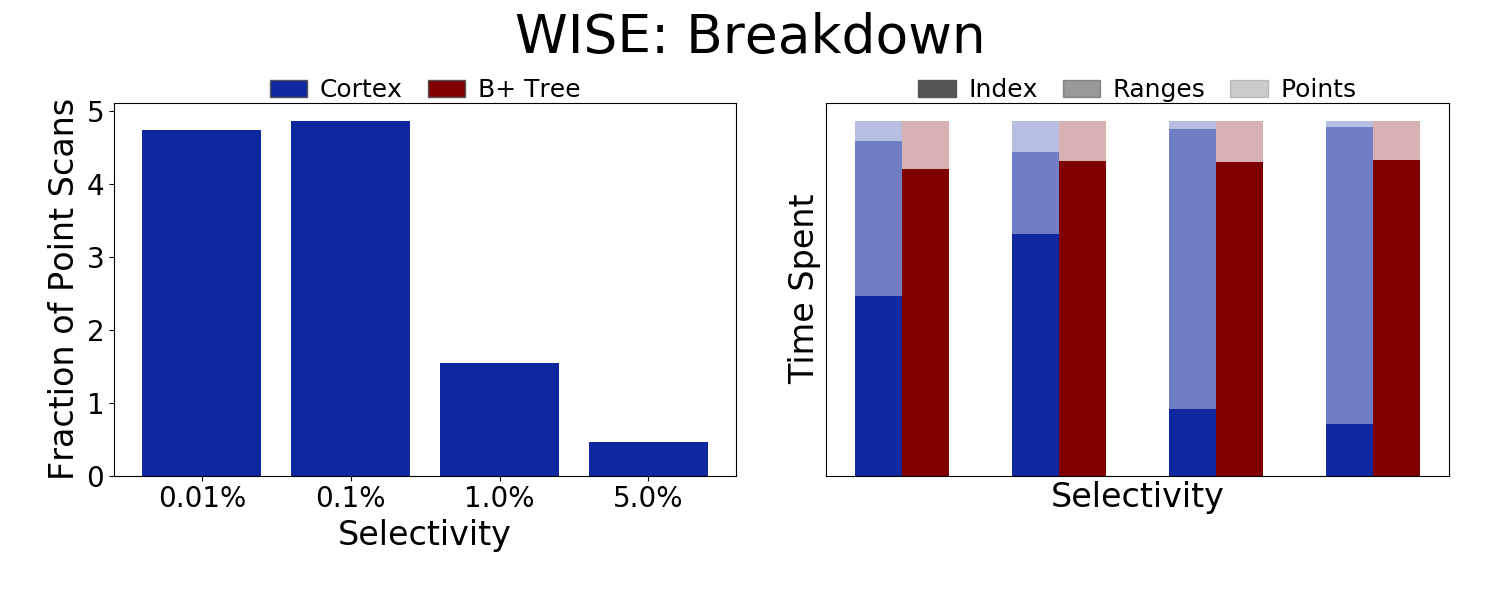 WISE: Breakdown
Cortex
B+ Tree
Fraction of Point Scans
5
4
3
2
1
0
0.01%
0.1%
1.0%
5.0%
Selectivity
Index
Ranges
Points
Time Spent
Selectivity